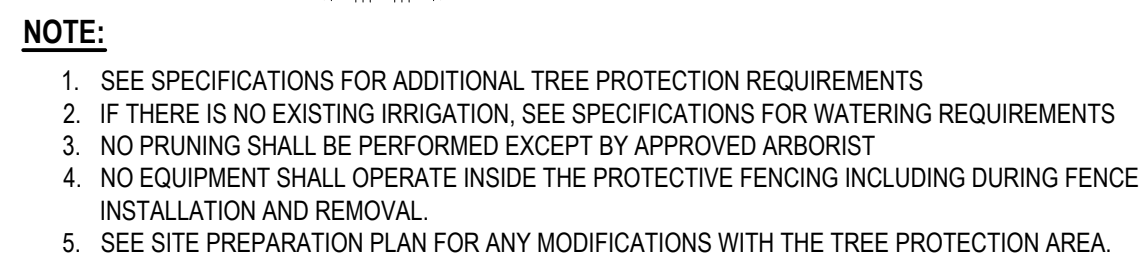 NOTE:
1. SEE SPECIFICATIONS FOR ADDITIONAL TREE PROTECTION REQUIREMENTS
2. IF THERE IS NO EXISTING IRRIGATION, SEE SPECIFICATIONS FOR WATERING REQUIREMENTS
3. NO PRUNING SHALL BE PERFORMED EXCEPT BY APPROVED ARBORIST
4. NO EQUIPMENT SHALL OPERATE INSIDE THE PROTECTIVE FENCING INCLUDING DURING FENCE
INSTALLATION AND REMOVAL.
5. SEE SITE PREPARATION PLAN FOR ANY MODIFICATIONS WITH THE TREE PROTECTION AREA.